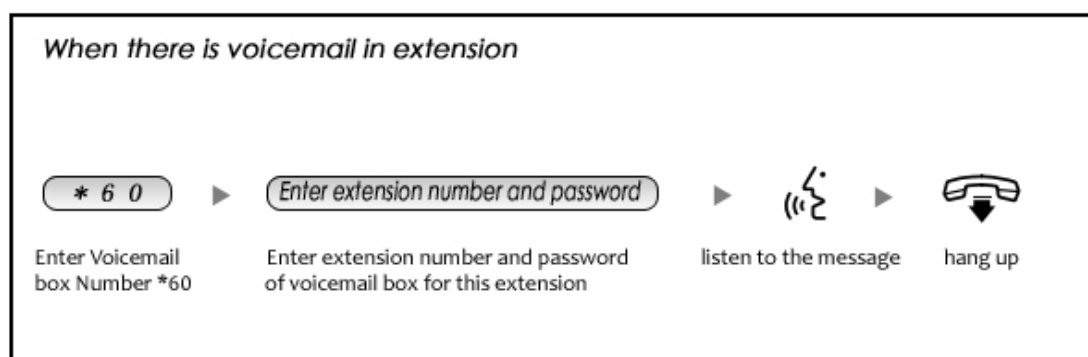 When there is voicemail in extension
* 6 0
Enter extension number and password
Enter Voicemail
box Number *60
Enter extension number and password
of voicemail box for this extension
listen to the message
hang up